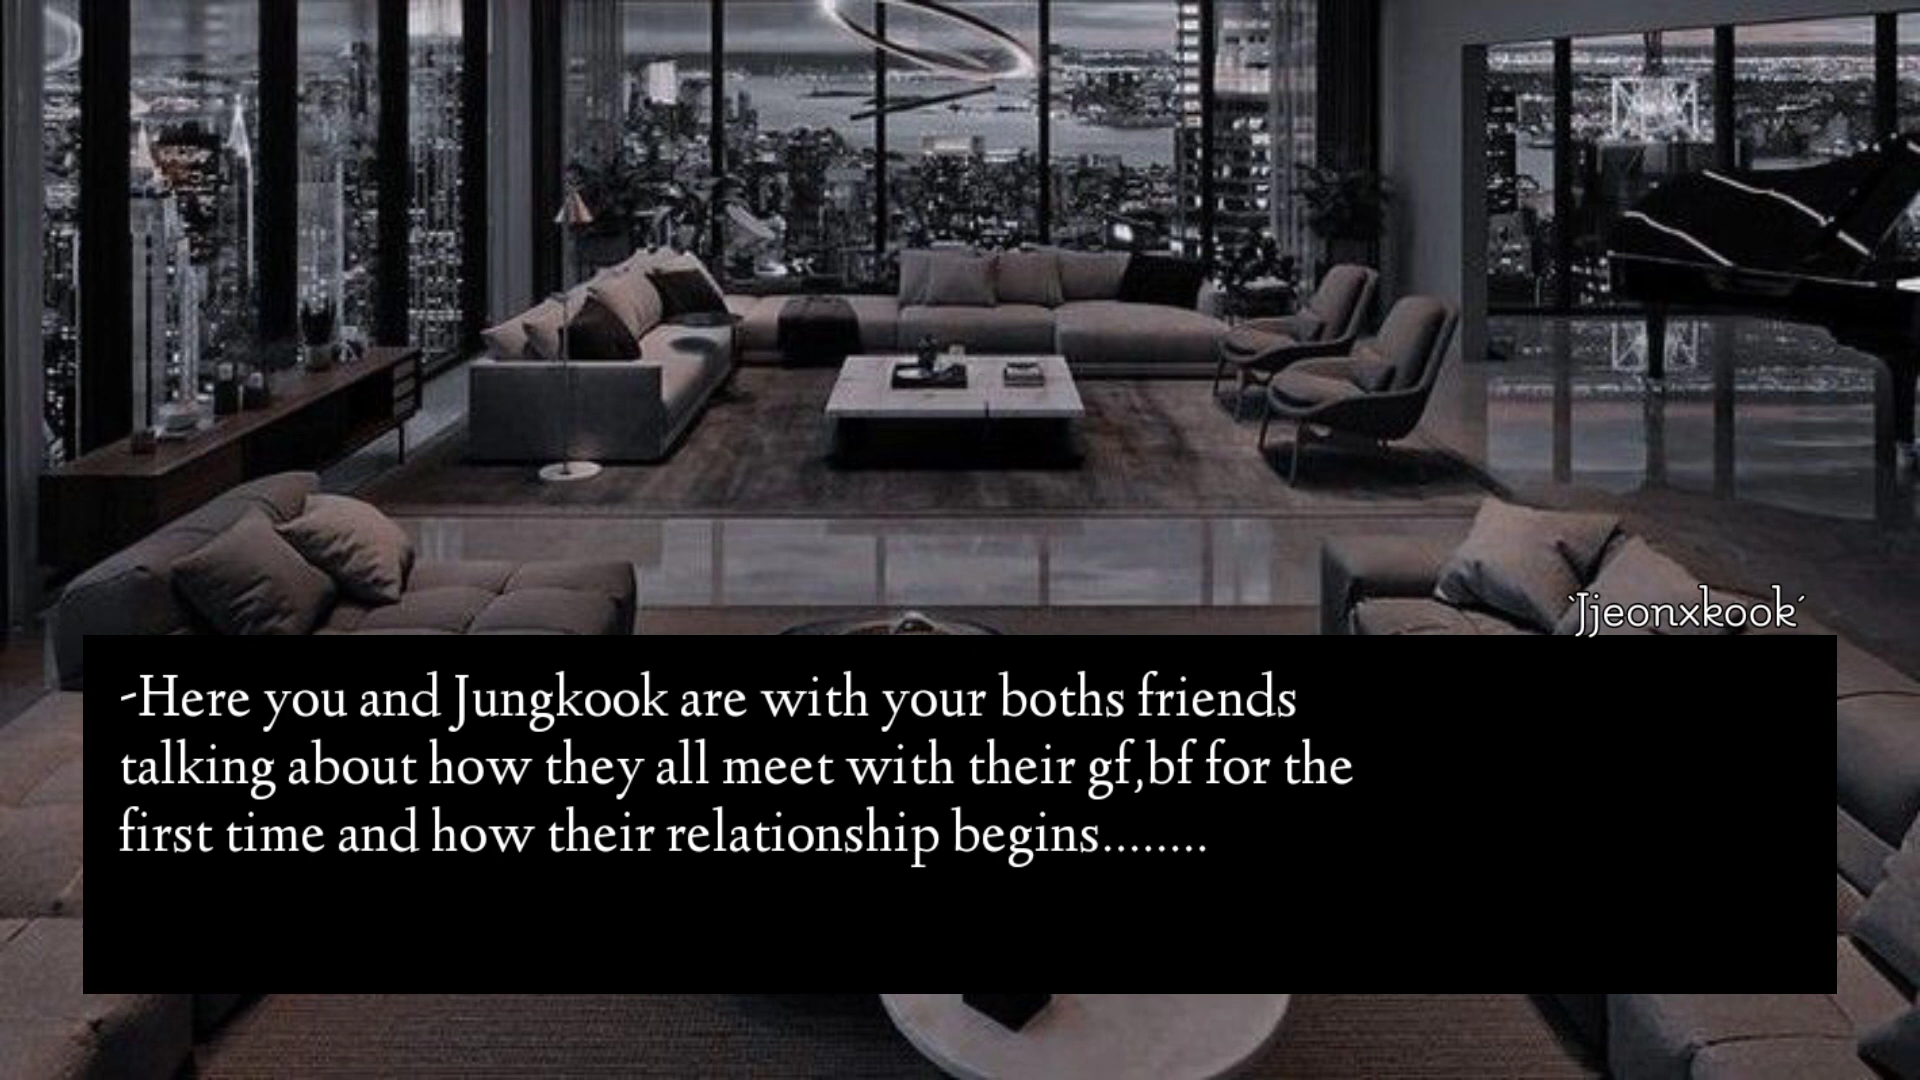 `Jjeonxkook´
-Here you and Jungkook are with your boths friends
talking about how they all meet with their gf,bf for the
first time and how their relationship begins........